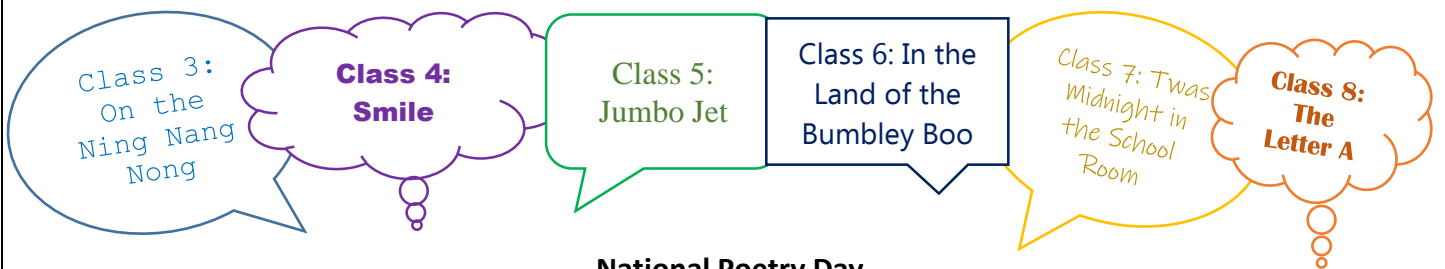 Class 3:
On the
Ning Nang
Nong
Class 4:
Smile
Class 5:
Jumbo Jet
Class 6: In the
Land of the
Bumbley Boo
Class 7: Twas
Midnight in
the School
Room
Class 8:
The
Letter A
National Poetry Day